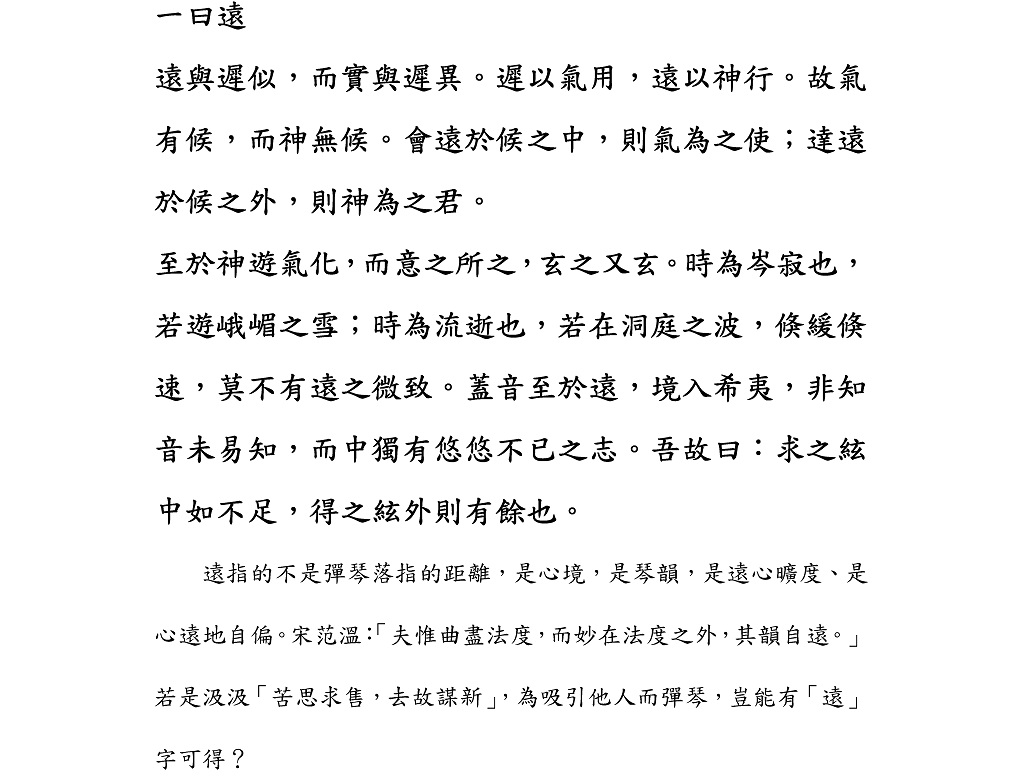 一曰遠
遠與遲似，而實與遲異。遲以氣用，遠以神行。故氣
有候，而神無候。會遠於候之中，則氣為之使；達遠
於候之外，則神為之君。
至於神遊氣化，而意之所之，玄之又玄。時為岑寂也，
若遊峨嵋之雪；時為流逝也，若在洞庭之波，倏緩倏
速，莫不有遠之微致。蓋音至於遠，境入希夷，非知
音未易知，而中獨有悠悠不已之志。吾故曰：求之絃
中如不足，得之絃外則有餘也。
遠指的不是彈琴落指的距離，是心境，是琴韻，是遠心曠度、是
心遠地自偏。宋范溫：「夫惟曲盡法度，而妙在法度之外，其韻自遠。」
若是汲汲「苦思求售，去故謀新」，為吸引他人而彈琴，豈能有「遠」
字可得？